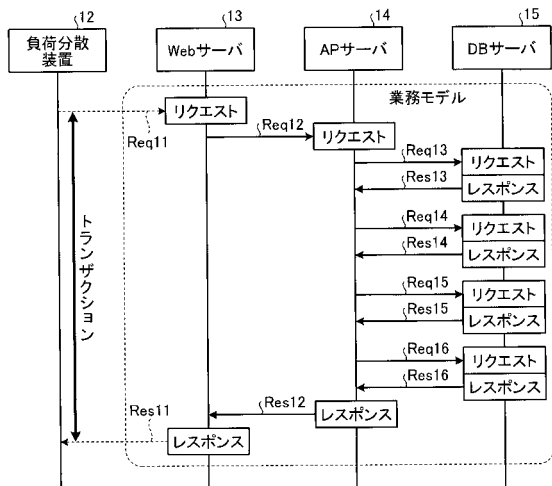 12
13
14
15
負荷分散
装置
Webサーバ
APサーバ
DBサーバ
業務モデル
リクエスト
Req11
Req12
リクエスト
Req13
リクエスト
Res13
レスポンス
Req14
リクエスト
Res14
レスポンス
トランザクション
Req15
リクエスト
Res15
レスポンス
Req16
リクエスト
Res16
レスポンス
Res12
レスポンス
Res11
レスポンス